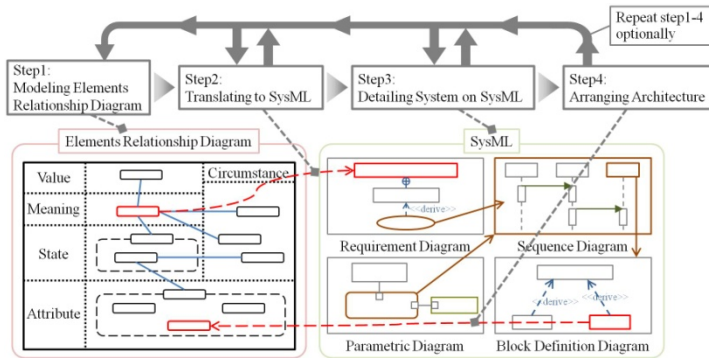 Repeat step1-4
optionally
Step1:
Modeling Elements
Relationship Diagram
Step2:
Translating to SysML
Step3:
Detailing System on SysML
Step4:
Arranging Architecture
Elements Relationship Diagram
SysML
Value
Circumstance
Meaning
State
Attribute
<<derive>>
Requirement Diagram
Sequence Diagram
<<derive>>
<<derive>>
Parametric Diagram
Block Definition Diagram